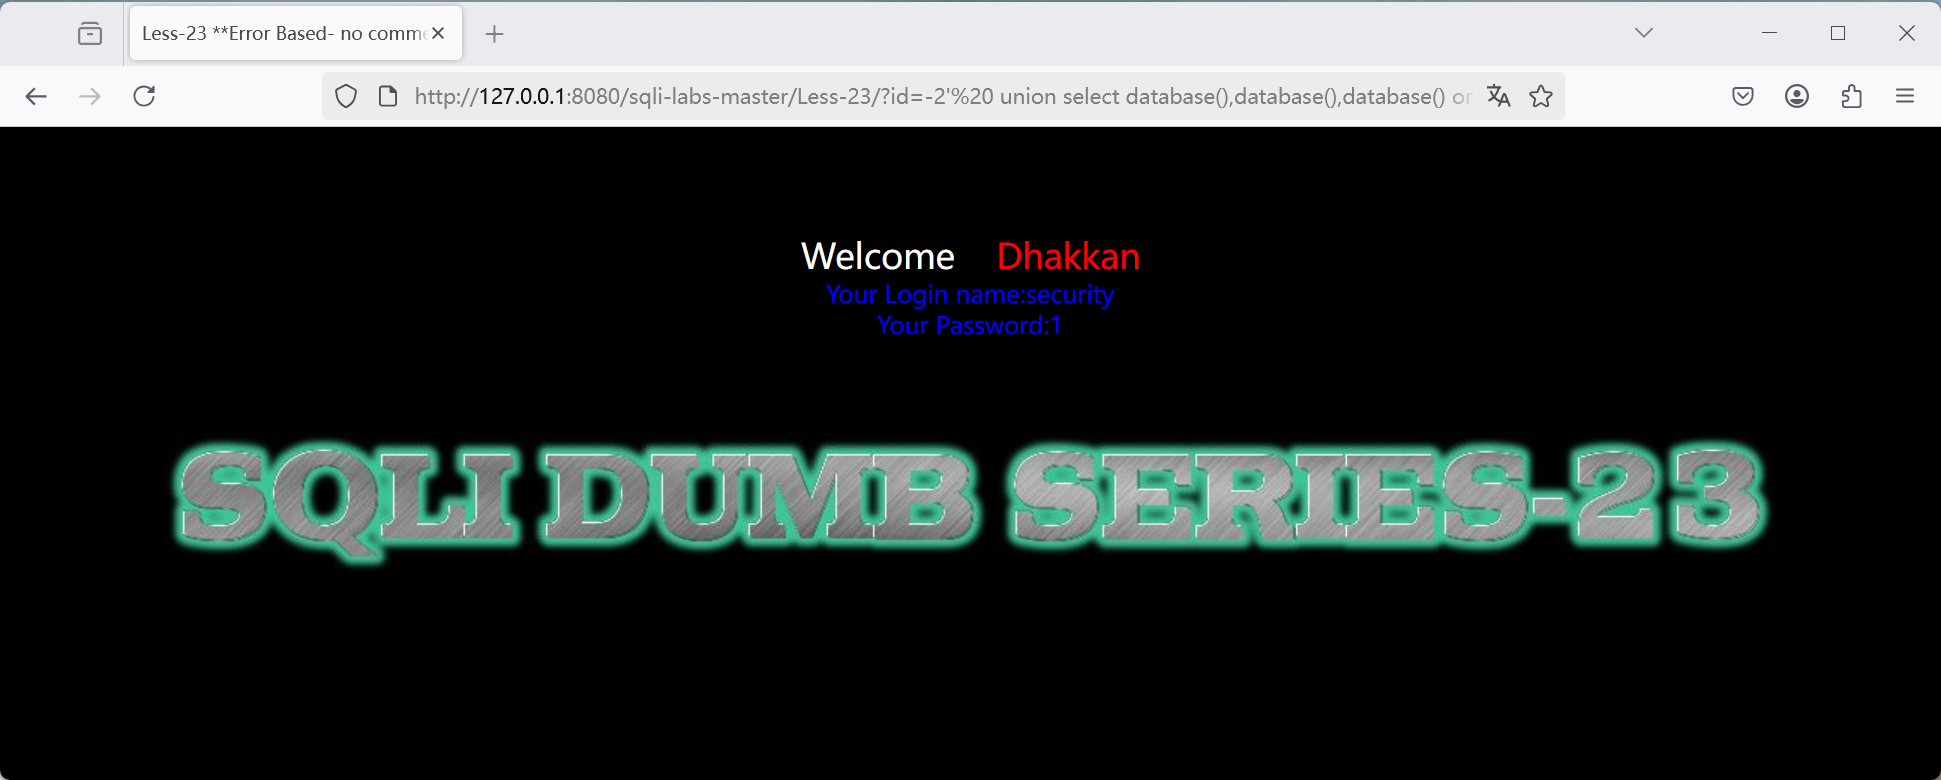 Less-23 **Error Based- no comm
http://127.0.0.1:8080/sqli-labs-master/Less-23/?id=-2'%20 union select database(),database(),database() or
Welcome Dhakkan
Your Login name:security
Your Password:1
SQLI DUMB SERIES-23